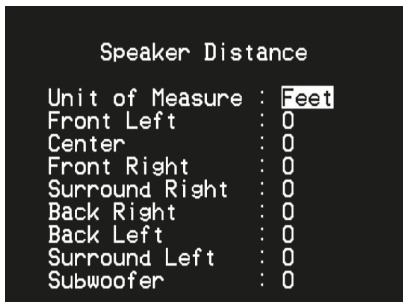 Speaker Distance
Unit of Measure : Feet
Front Left : 0
Center : 0
Front Right : 0
Surround Right : 0
Back Right : 0
Back Left : 0
Surround Left : 0
Subwoofer : 0